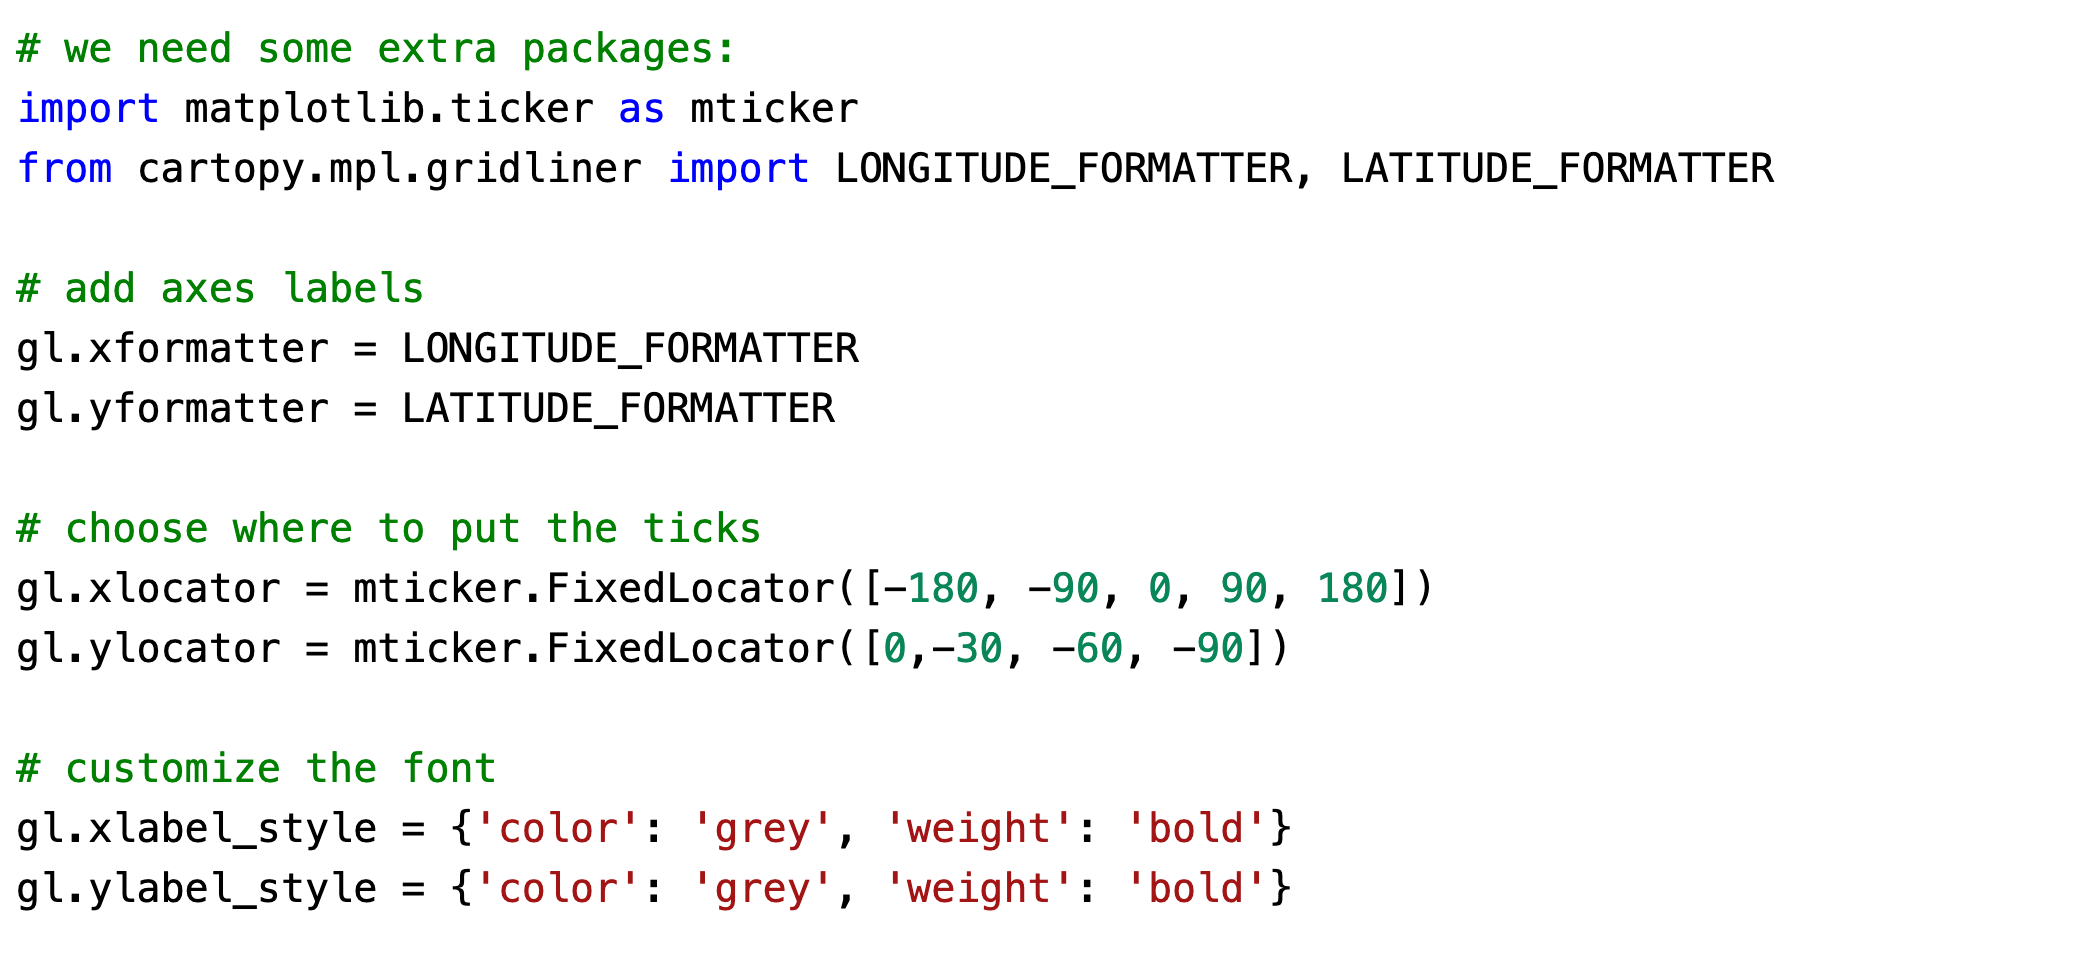 # we need some extra packages:
import matplotlib.ticker as mticker
from cartopy.mpl.gridliner import LONGITUDE_FORMATTER, LATITUDE_FORMATTER
# add axes labels
gl.xformatter = LONGITUDE_FORMATTER
gl.yformatter = LATITUDE_FORMATTER
# choose where to put the ticks
gl.xlocator = mticker.FixedLocator([-180, -90, 0, 90, 180])
gl.ylocator = mticker.FixedLocator([0,-30, -60, -90])
# customize the font
gl.xlabel_style = {'color': 'grey', 'weight': 'bold'}
gl.ylabel_style = {'color': 'grey', 'weight': 'bold'}